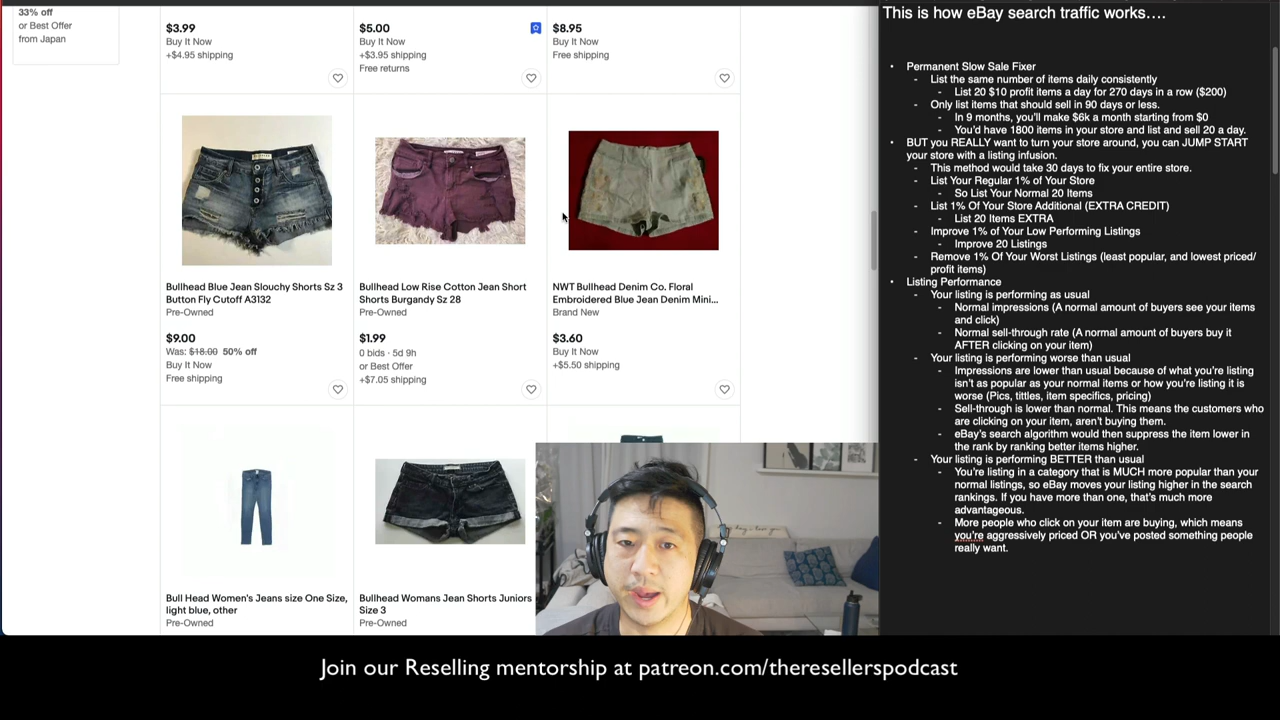 33% off
or Best Offer
from Japan
$3.99
Buy It Now
+$4.95 shipping
$5.00
Buy It Now
+$3.95 shipping
Free returns
$8.95
Buy It Now
Free shipping
Bullhead Blue Jean Slouchy Shorts Sz 3
Button Fly Cutoff A3132
Pre-Owned
$9.00
Was: $18.00 50% off
Buy It Now
Free shipping
Bullhead Low Rise Cotton Jean Short
Shorts Burgandy Sz 28
Pre-Owned
$1.99
0 bids · 5d 9h
or Best Offer
+$7.05 shipping
NWT Bullhead Denim Co. Floral
Embroidered Blue Jean Denim Mini...
Brand New
$3.60
Buy It Now
+$5.50 shipping
Bull Head Women's Jeans size One Size,
light blue, other
Pre-Owned
Bullhead Womans Jean Shorts Juniors
Size 3
Pre-Owned
This is how eBay search traffic works....
• Permanent Slow Sale Fixer
- List the same number of items daily consistently
- List 20 $10 profit items a day for 270 days in a row ($200)
- Only list items that should sell in 90 days or less.
- In 9 months, you'll make $6k a month starting from $0
- You'd have 1800 items in your store and list and sell 20 a day.
• BUT you REALLY want to turn your store around, you can JUMP START
your store with a listing infusion.
- This method would take 30 days to fix your entire store.
- List Your Regular 1% of Your Store
- So List Your Normal 20 Items
- List 1% Of Your Store Additional (EXTRA CREDIT)
- List 20 Items EXTRA
- Improve 1% of Your Low Performing Listings
- Improve 20 Listings
- Remove 1% Of Your Worst Listings (least popular, and lowest priced/
profit items)
• Listing Performance
- Your listing is performing as usual
- Normal impressions (A normal amount of buyers see your items
and click)
- Normal sell-through rate (A normal amount of buyers buy it
AFTER clicking on your item)
- Your listing is performing worse than usual
- Impressions are lower than usual because of what you're listing
isn't as popular as your normal items or how you're listing it is
worse (Pics, tittles, item specifics, pricing)
- Sell-through is lower than normal. This means the customers who
are clicking on your item, aren't buying them.
- eBay's search algorithm would then suppress the item lower in
the rank by ranking better items higher.
- Your listing is performing BETTER than usual
- You're listing in a category that is MUCH more popular than your
normal listings, so eBay moves your listing higher in the search
rankings. If you have more than one, that's much more
advantageous.
- More people who click on your item are buying, which means
you're aggressively priced OR you've posted something people
really want.
Join our Reselling mentorship at patreon.com/theresellerspodcast